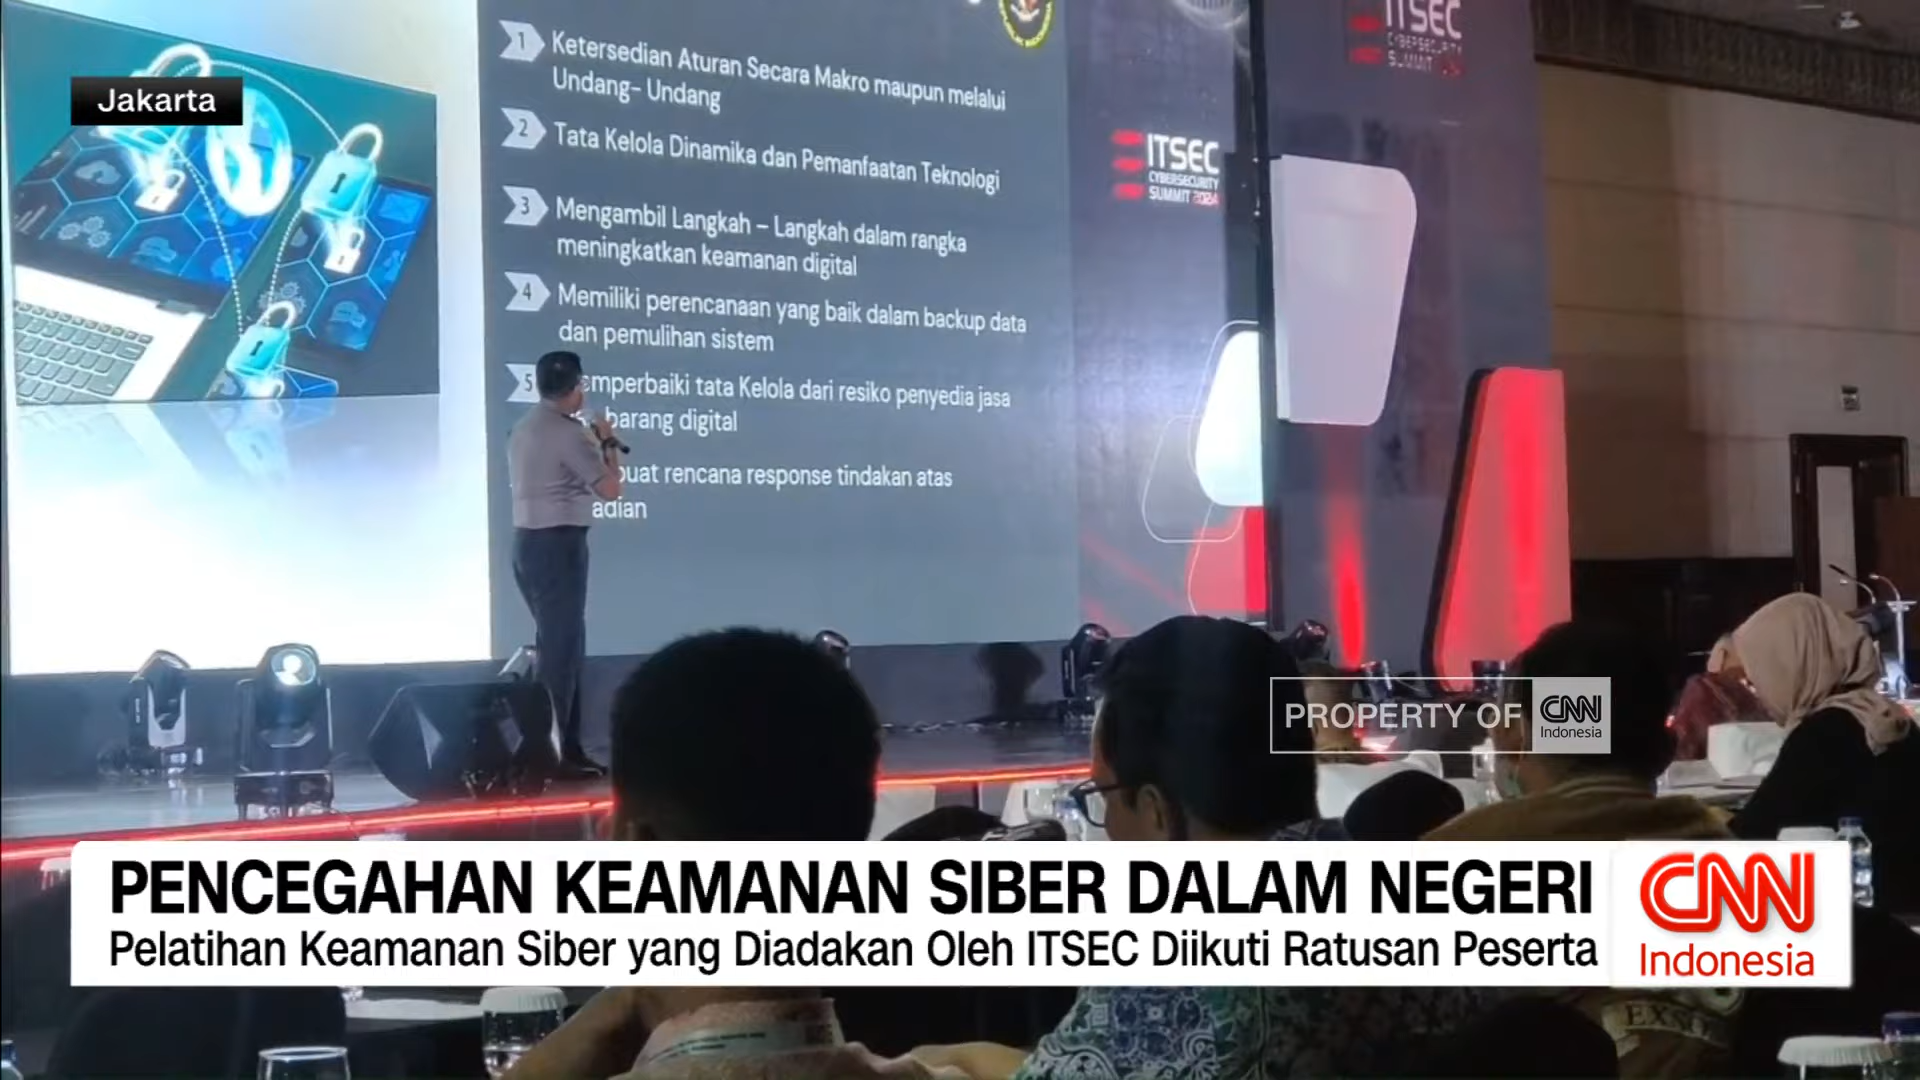 Jakarta
1 Ketersedian Aturan Secara Makro maupun melalui
Undang- Undang
2 Tata Kelola Dinamika dan Pemanfaatan Teknologi
3 Mengambil Langkah – Langkah dalam rangka
meningkatkan keamanan digital
4 Memiliki perencanaan yang baik dalam backup data
dan pemulihan sistem
5 emperbaiki tata Kelola dari resiko penyedia jasa
barang digital
buat rencana response tindakan atas
adian
ITSEC
CYBERSECURITY
SUMMIT 2024
ITSEC
CYBERSECURITY
SUMMIT
PROPERTY OF CNN
Indonesia
PENCEGAHAN KEAMANAN SIBER DALAM NEGERI
Pelatihan Keamanan Siber yang Diadakan Oleh ITSEC Diikuti Ratusan Peserta
CNN
Indonesia